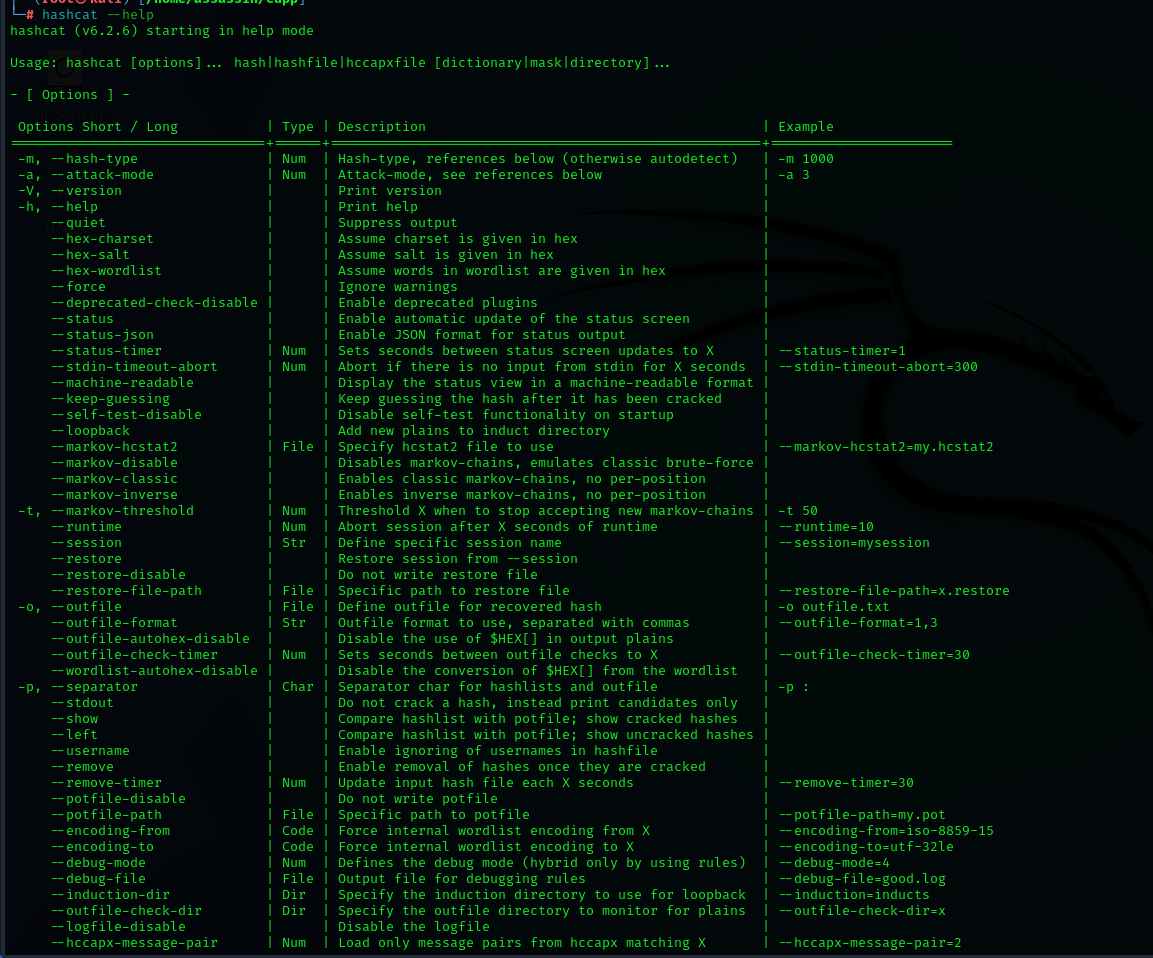 (root㉿kali) [/home/assassin/cupp]
└─# hashcat --help
hashcat (v6.2.6) starting in help mode
Usage: hashcat [options]... hash|hashfile|hccapxfile [dictionary|mask|directory]...
- [ Options ] -
Options Short / Long | Type | Description | Example
-m, --hash-type | Num | Hash-type, references below (otherwise autodetect) | -m 1000
-a, --attack-mode | Num | Attack-mode, see references below | -a 3
-V, --version | | Print version |
-h, --help | | Print help |
--quiet | | Suppress output |
--hex-charset | | Assume charset is given in hex |
--hex-salt | | Assume salt is given in hex |
--hex-wordlist | | Assume words in wordlist are given in hex |
--force | | Ignore warnings |
--deprecated-check-disable | | Enable deprecated plugins |
--status | | Enable automatic update of the status screen |
--status-json | | Enable JSON format for status output |
--status-timer | Num | Sets seconds between status screen updates to X | --status-timer=1
--stdin-timeout-abort | Num | Abort if there is no input from stdin for X seconds | --stdin-timeout-abort=300
--machine-readable | | Display the status view in a machine-readable format |
--keep-guessing | | Keep guessing the hash after it has been cracked |
--self-test-disable | | Disable self-test functionality on startup |
--loopback | | Add new plains to induct directory |
--markov-hcstat2 | File | Specify hcstat2 file to use | --markov-hcstat2=my.hcstat2
--markov-disable | | Disables markov-chains, emulates classic brute-force |
--markov-classic | | Enables classic markov-chains, no per-position |
--markov-inverse | | Enables inverse markov-chains, no per-position |
-t, --markov-threshold | Num | Threshold X when to stop accepting new markov-chains | -t 50
--runtime | Num | Abort session after X seconds of runtime | --runtime=10
--session | Str | Define specific session name | --session=mysession
--restore | | Restore session from --session |
--restore-disable | | Do not write restore file |
--restore-file-path | File | Specific path to restore file | --restore-file-path=x.restore
-o, --outfile | File | Define outfile for recovered hash | -o outfile.txt
--outfile-format | Str | Outfile format to use, separated with commas | --outfile-format=1,3
--outfile-autohex-disable | | Disable the use of $HEX[] in output plains |
--outfile-check-timer | Num | Sets seconds between outfile checks to X | --outfile-check-timer=30
--wordlist-autohex-disable | | Disable the conversion of $HEX[] from the wordlist |
-p, --separator | Char | Separator char for hashlists and outfile | -p :
--stdout | | Do not crack a hash, instead print candidates only |
--show | | Compare hashlist with potfile; show cracked hashes |
--left | | Compare hashlist with potfile; show uncracked hashes |
--username | | Enable ignoring of usernames in hashfile |
--remove | | Enable removal of hashes once they are cracked |
--remove-timer | Num | Update input hash file each X seconds | --remove-timer=30
--potfile-disable | | Do not write potfile |
--potfile-path | File | Specific path to potfile | --potfile-path=my.pot
--encoding-from | Code | Force internal wordlist encoding from X | --encoding-from=iso-8859-15
--encoding-to | Code | Force internal wordlist encoding to X | --encoding-to=utf-32le
--debug-mode | Num | Defines the debug mode (hybrid only by using rules) | --debug-mode=4
--debug-file | File | Output file for debugging rules | --debug-file=good.log
--induction-dir | Dir | Specify the induction directory to use for loopback | --induction=inducts
--outfile-check-dir | Dir | Specify the outfile directory to monitor for plains | --outfile-check-dir=x
--logfile-disable | | Disable the logfile |
--hccapx-message-pair | Num | Load only message pairs from hccapx matching X | --hccapx-message-pair=2